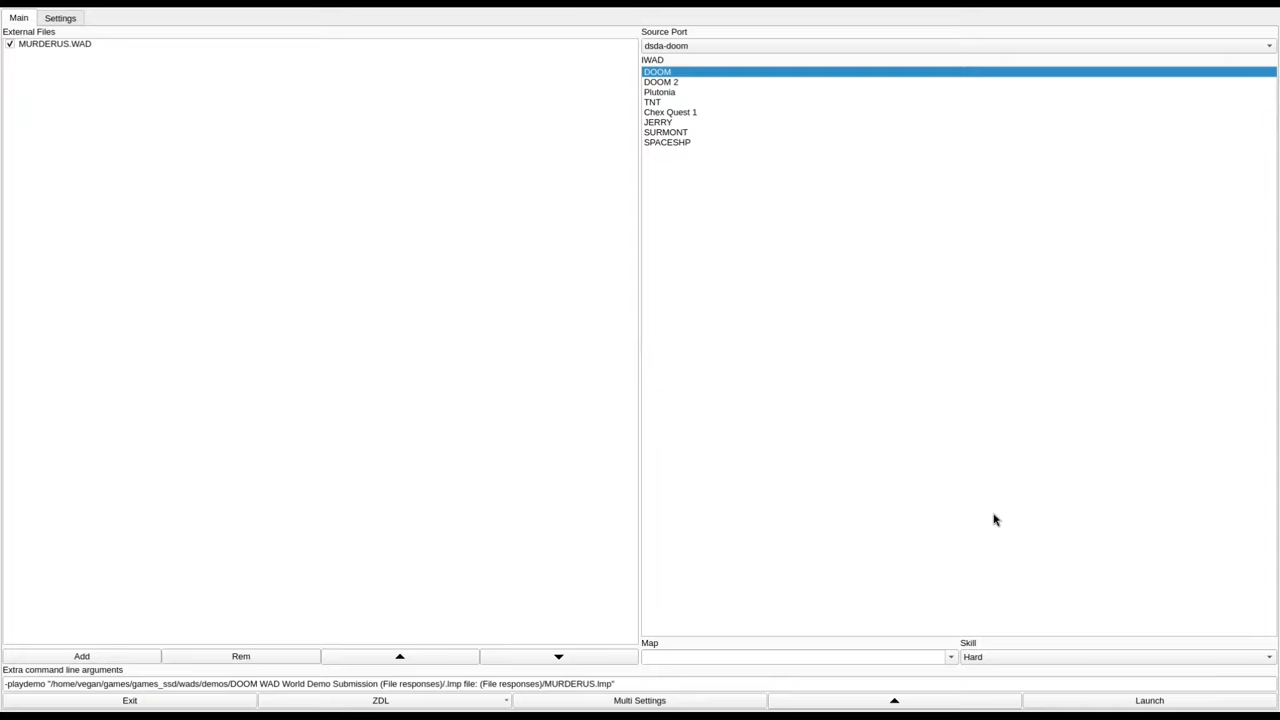 Main Settings
External Files
MURDERUS.WAD
Source Port
dsda-doom
IWAD
DOOM
DOOM 2
Plutonia
TNT
Chex Quest 1
JERRY
SURMONT
SPACESHP
Add Rem
Map Skill
Hard
Extra command line arguments
-playdemo "/home/vegan/games/games_ssd/wads/demos/DOOM WAD World Demo Submission (File responses)/.lmp file: (File responses)/MURDERUS.lmp"
Exit ZDL Multi Settings Launch